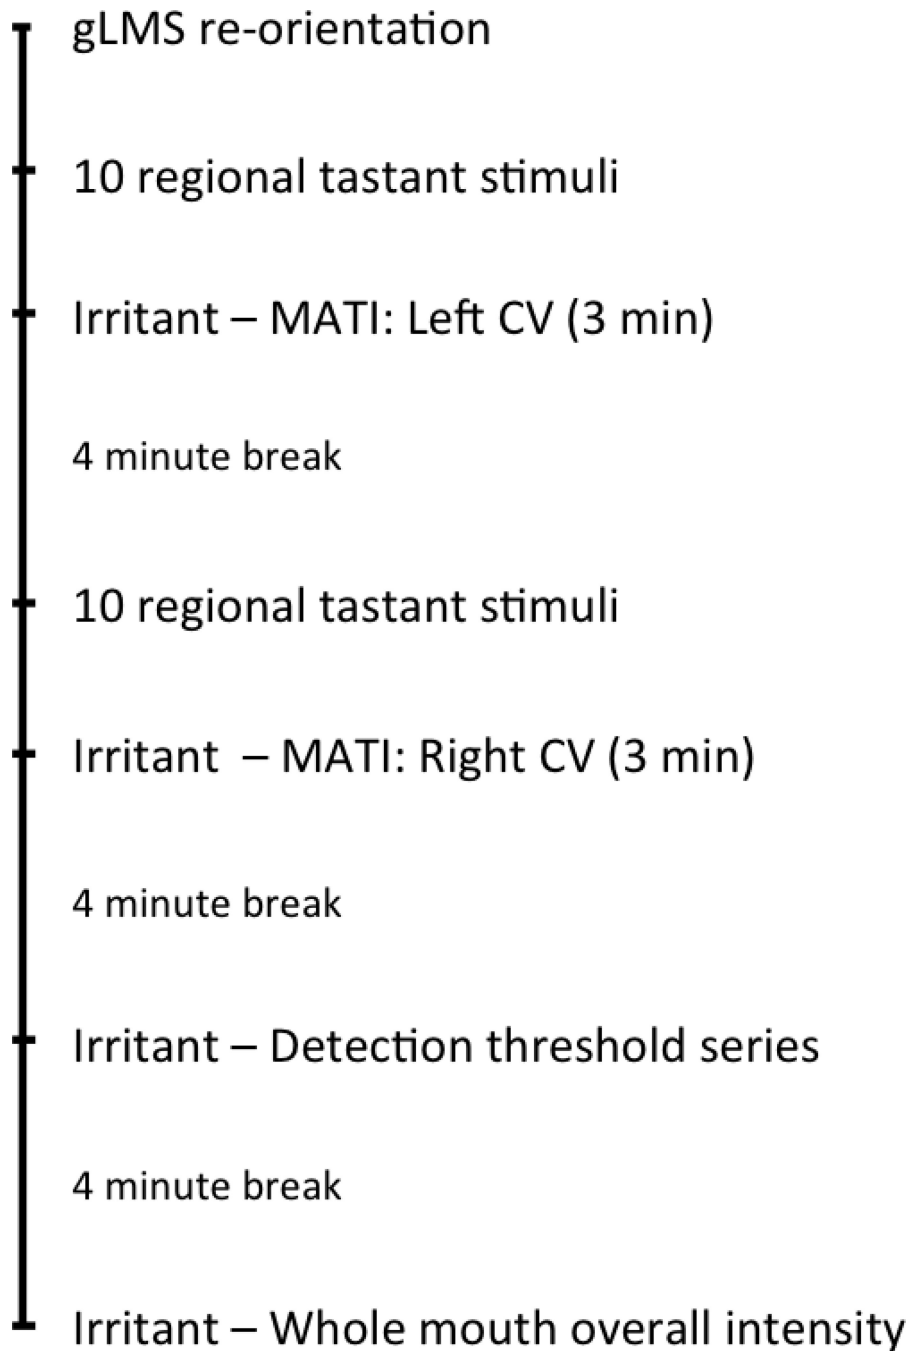 gLMS re-orientation
10 regional tastant stimuli
Irritant – MATI: Left CV (3 min)
4 minute break
10 regional tastant stimuli
Irritant – MATI: Right CV (3 min)
4 minute break
Irritant – Detection threshold series
4 minute break
Irritant – Whole mouth overall intensity